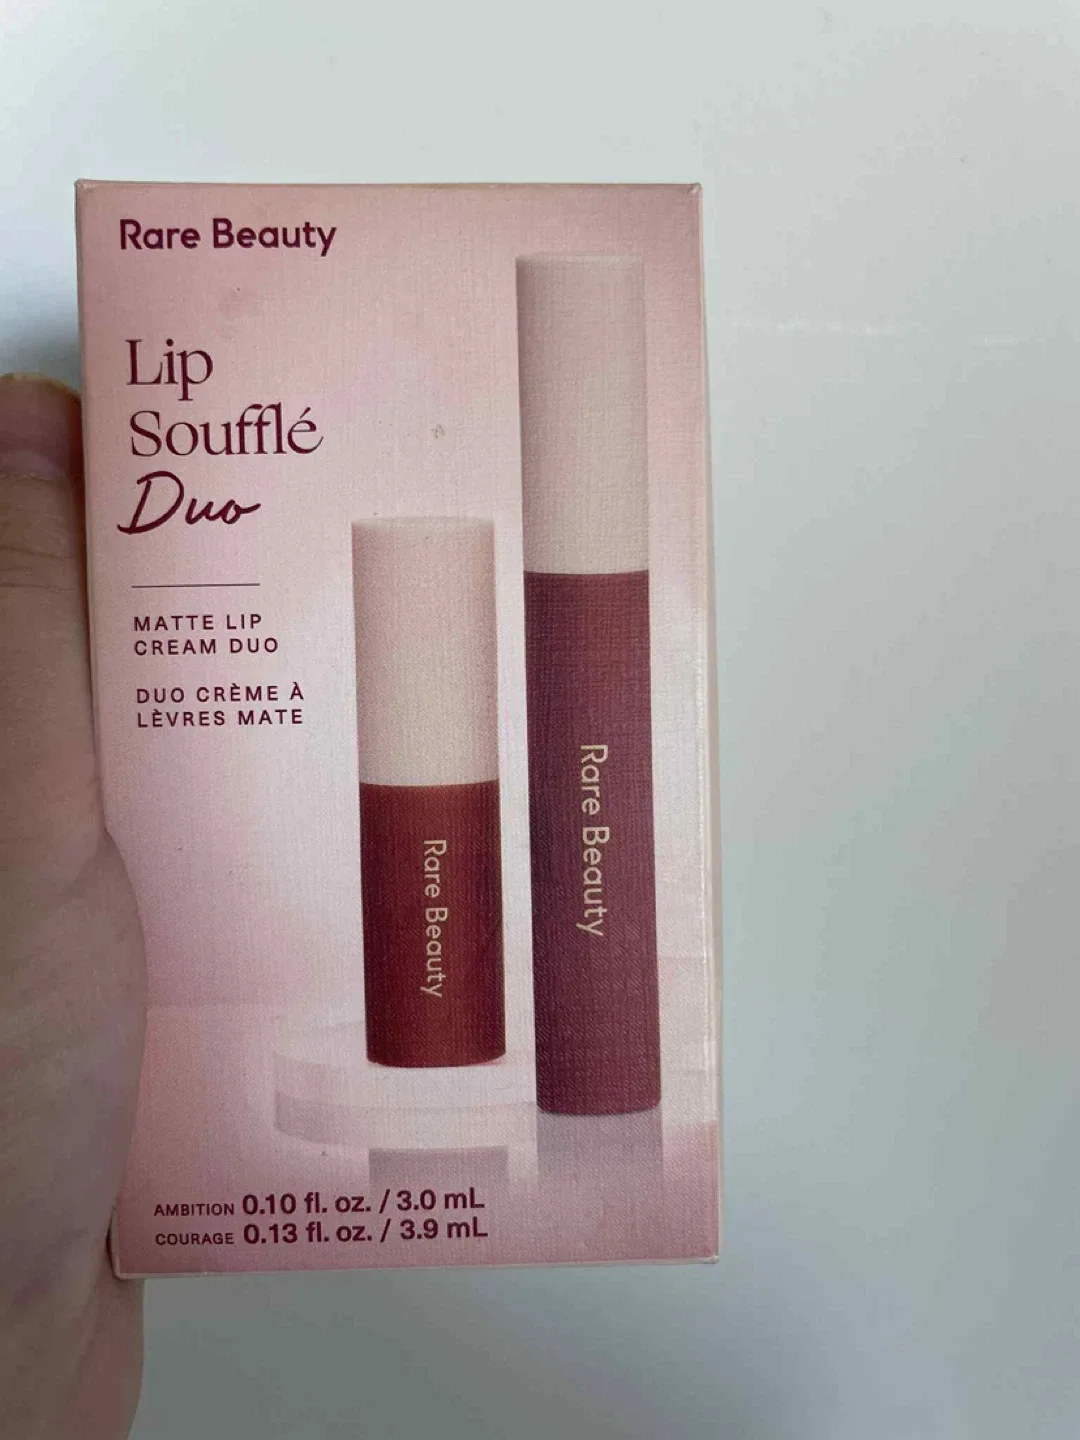 Rare Beauty
Lip
Soufflé
Duo
MATTE LIP
CREAM DUO
DUO CRÈME À
LÈVRES MATE
Rare Beauty
Rare Beauty
AMBITION 0.10 fl. oz. / 3.0 mL
COURAGE 0.13 fl. oz. / 3.9 mL